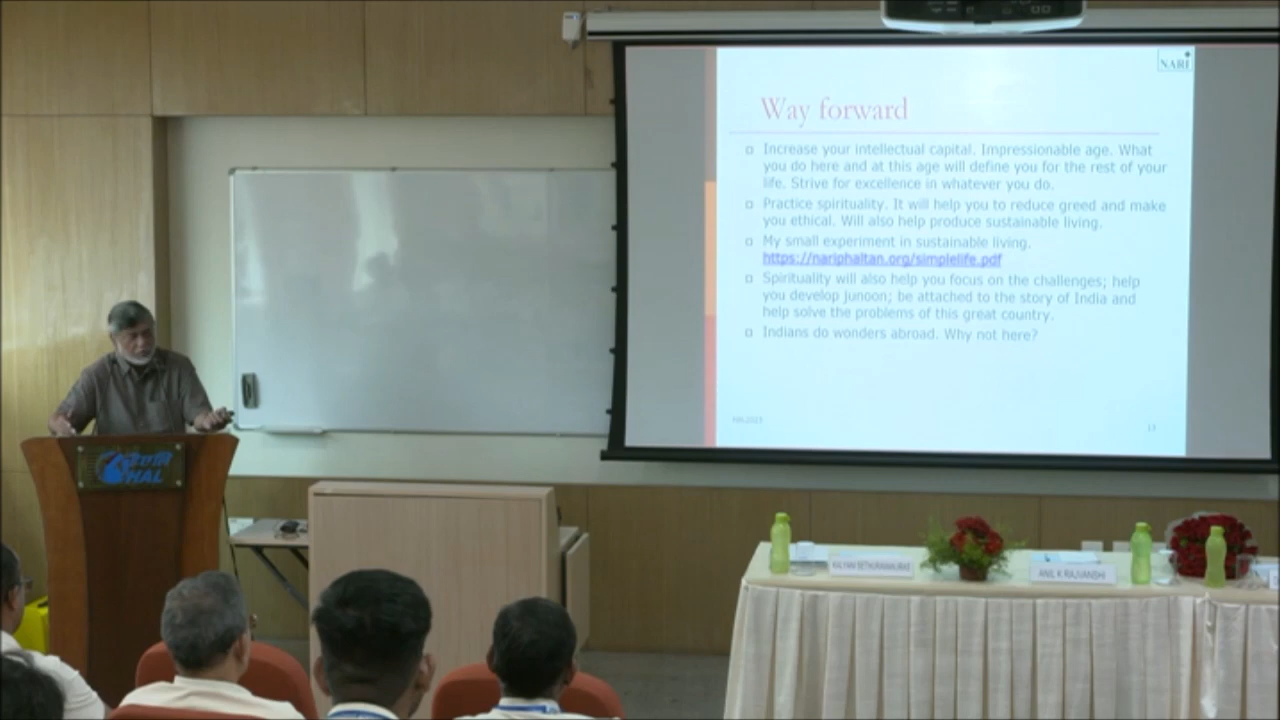 NARI
Way forward
Increase your intellectual capital. Impressionable age. What
you do here and at this age will define you for the rest of your
life. Strive for excellence in whatever you do.
Practice spirituality. It will help you to reduce greed and make
you ethical. Will also help produce sustainable living.
My small experiment in sustainable living.
https://nariphaltan.org/simplelife.pdf
Spirituality will also help you focus on the challenges; help
you develop junoon; be attached to the story of India and
help solve the problems of this great country.
Indians do wonders abroad. Why not here?
13
एचएएल
HAL
ANIL K RAJVANSHI